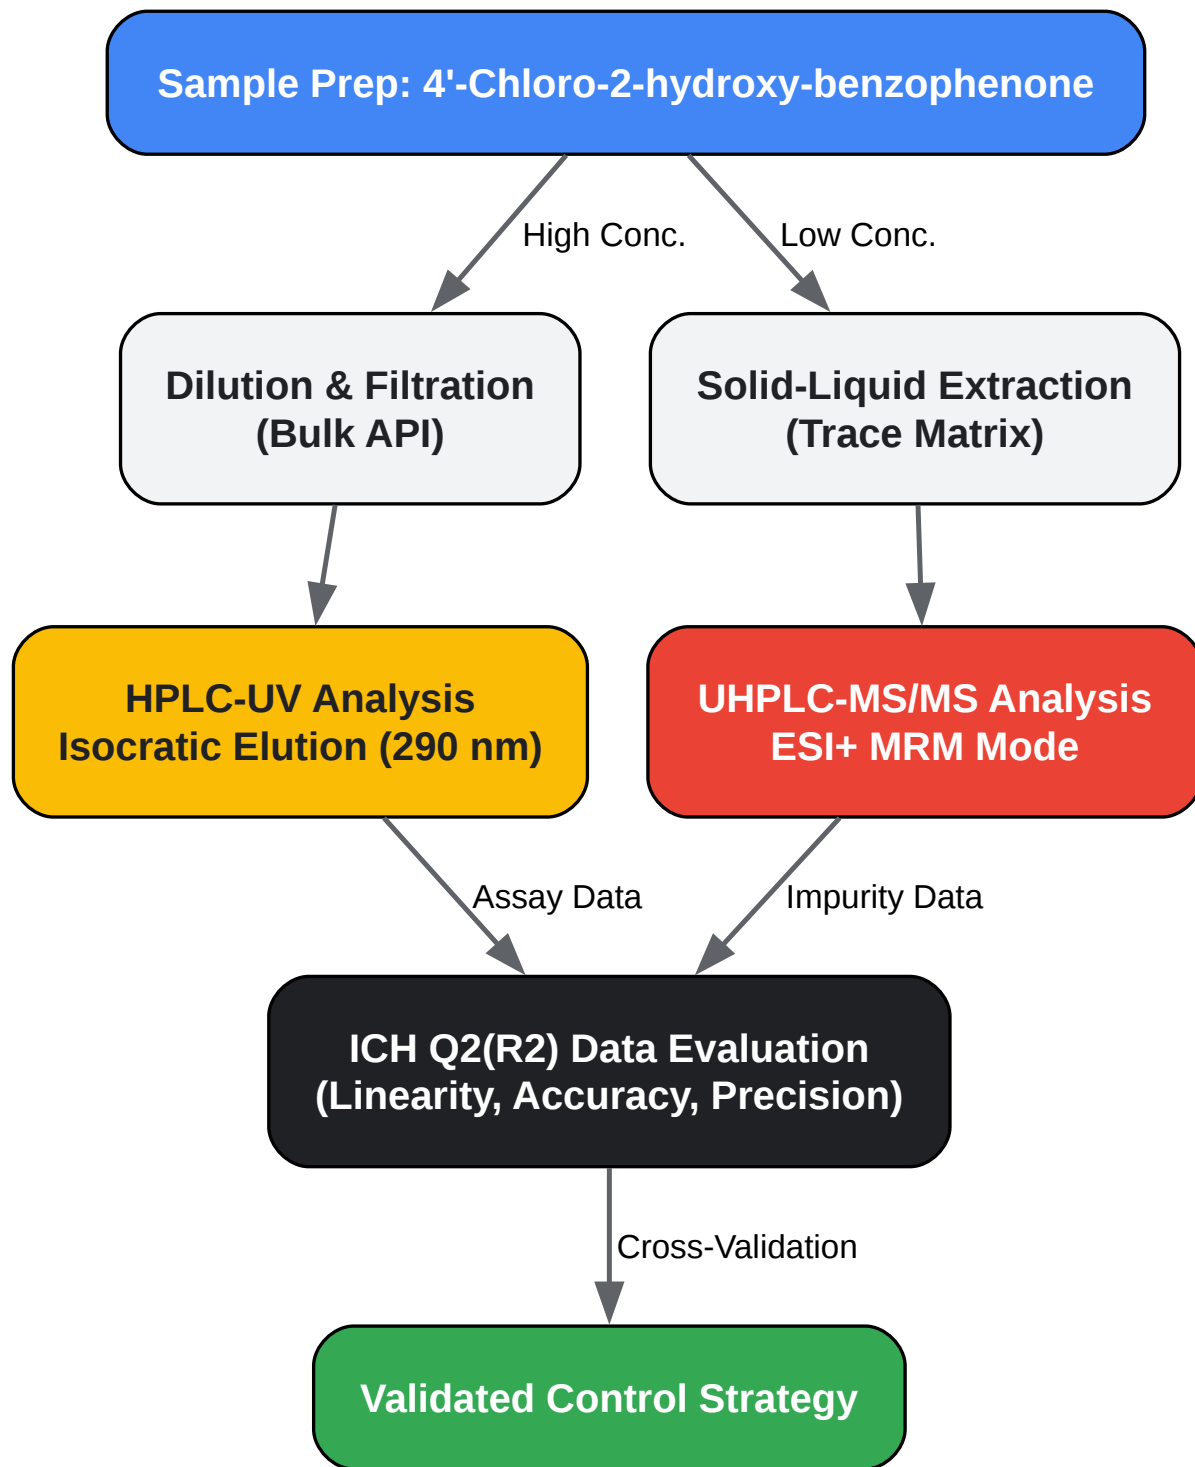 Sample Prep: 4'-Chloro-2-hydroxy-benzophenone
High Conc.
Low Conc.
Dilution & Filtration
(Bulk API)
Solid-Liquid Extraction
(Trace Matrix)
HPLC-UV Analysis
Isocratic Elution (290 nm)
UHPLC-MS/MS Analysis
ESI+ MRM Mode
Assay Data
Impurity Data
ICH Q2(R2) Data Evaluation
(Linearity, Accuracy, Precision)
Cross-Validation
Validated Control Strategy